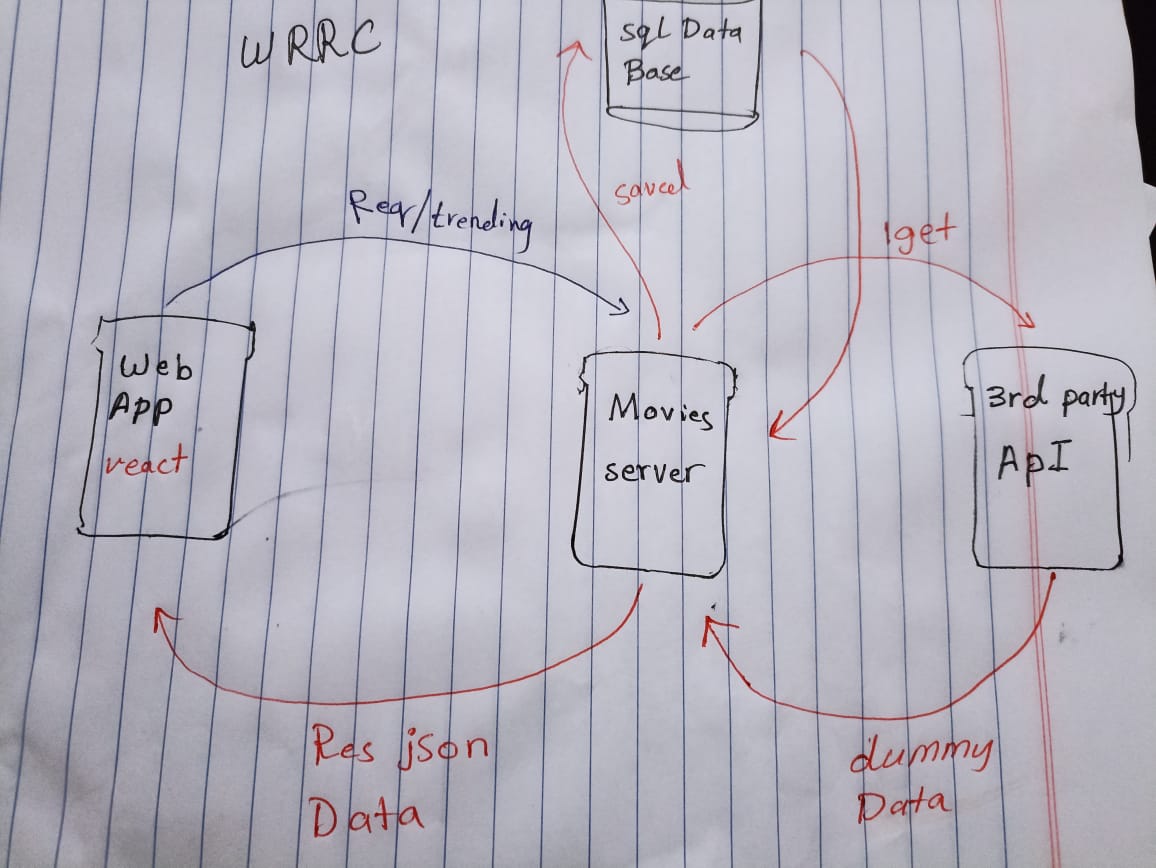 WRRC
sqL Data
Base
saved
Req/trending
1get
Web
App
react
Movies
server
3rd party
ApI
Res json
Data
dummy
Data